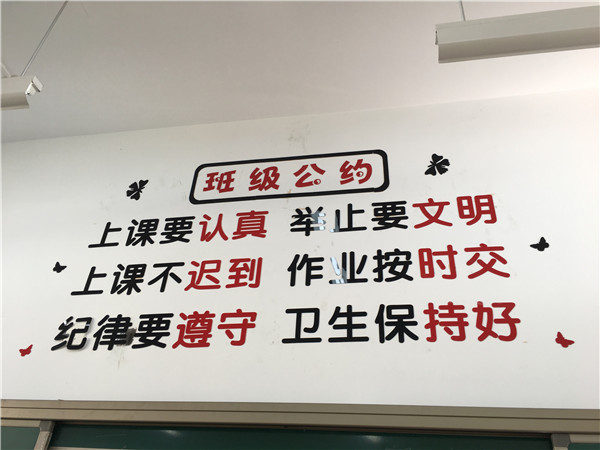 班级公约
上课要认真 举止要文明
上课不迟到 作业按时交
纪律要遵守 卫生保持好